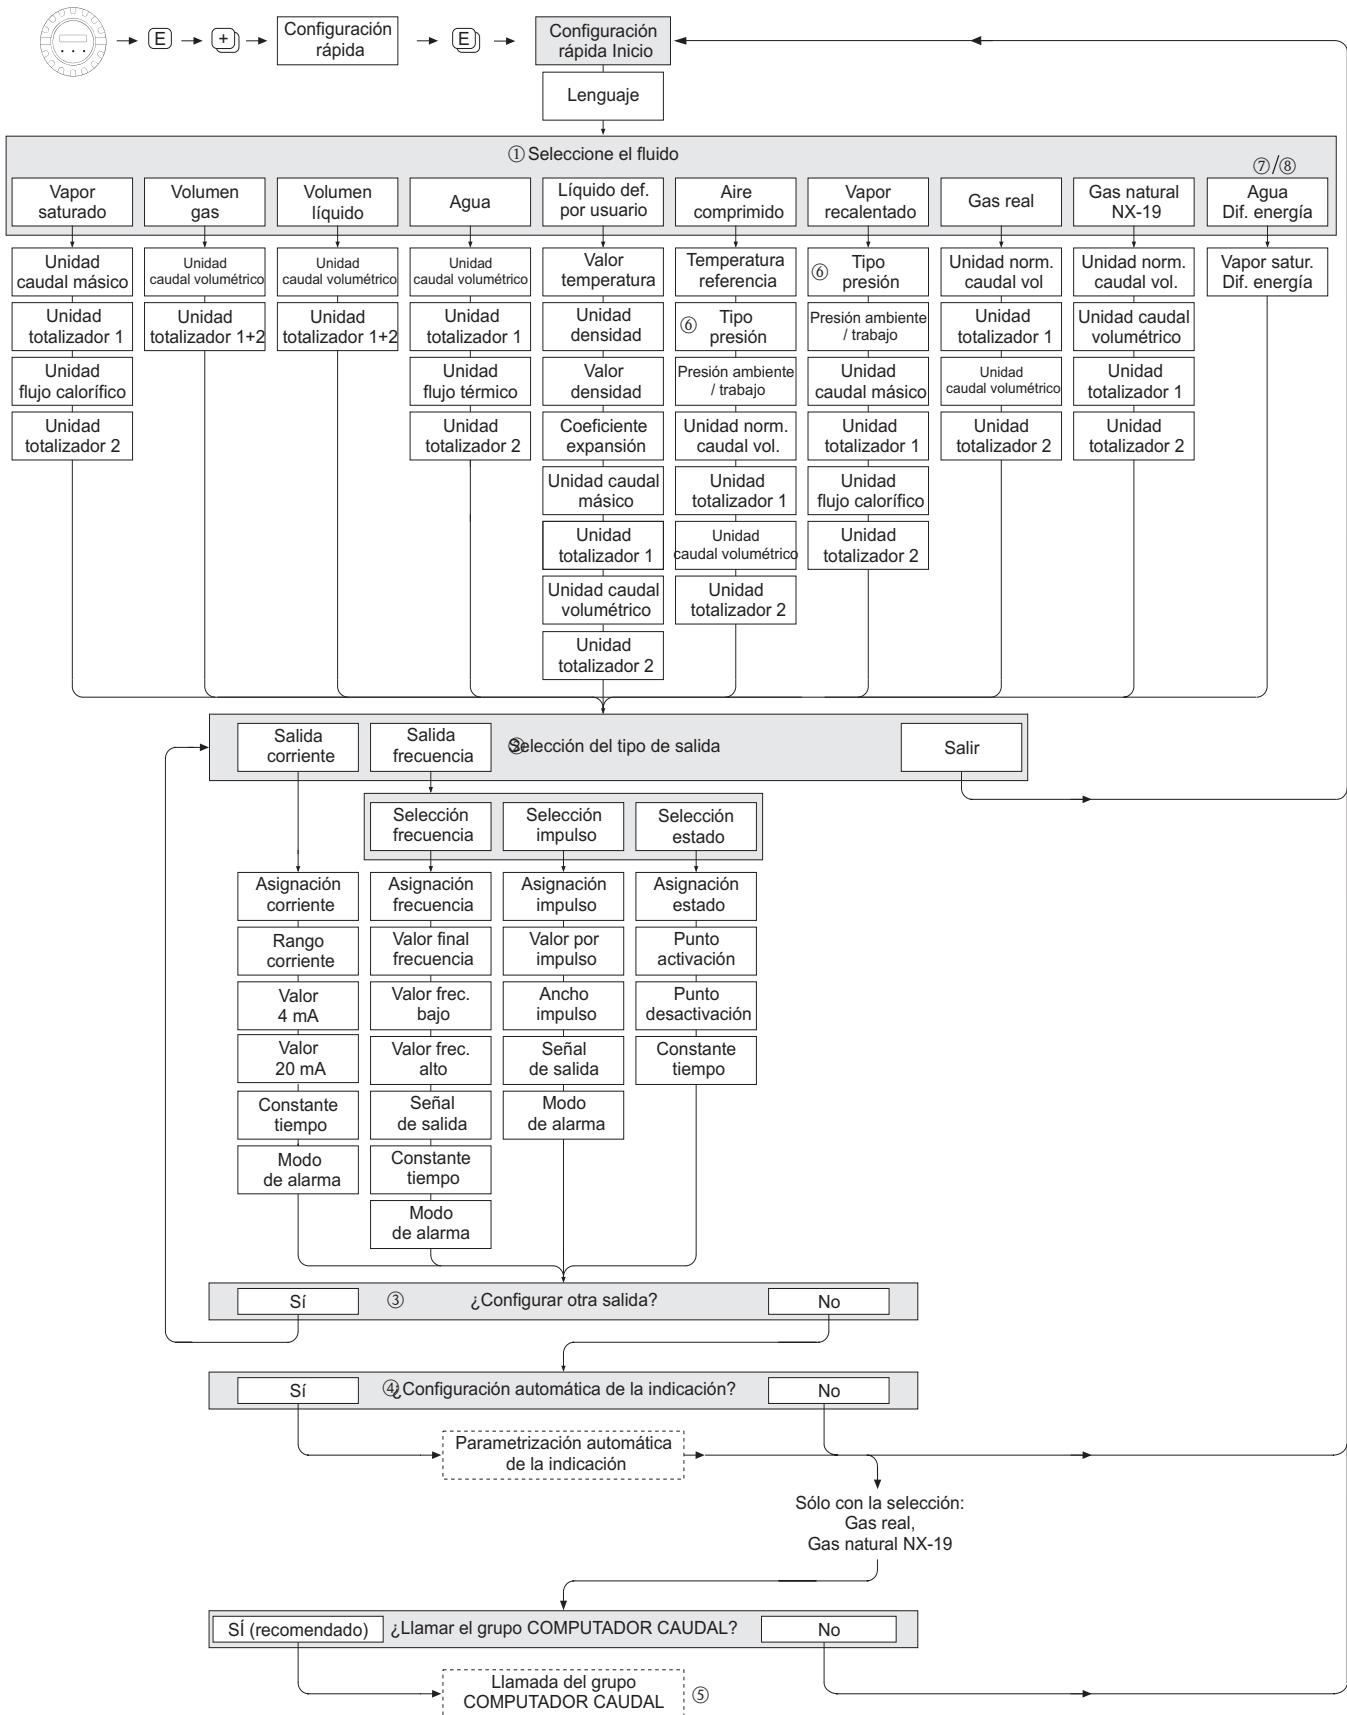 E
+
Configuración
rápida
E
Configuración
rápida Inicio
Lenguaje
① Seleccione el fluido
⑦/⑧
Vapor
saturado
Volumen
gas
Volumen
líquido
Agua
Líquido def.
por usuario
Aire
comprimido
Vapor
recalentado
Gas real
Gas natural
NX-19
Agua
Dif. energía
Unidad
caudal másico
Unidad
totalizador 1
Unidad
flujo calorífico
Unidad
totalizador 2
Unidad
caudal volumétrico
Unidad
totalizador 1+2
Unidad
caudal volumétrico
Unidad
totalizador 1+2
Unidad
caudal volumétrico
Unidad
totalizador 1
Unidad
flujo térmico
Unidad
totalizador 2
Valor
temperatura
Unidad
densidad
Valor
densidad
Coeficiente
expansión
Unidad caudal
másico
Unidad
totalizador 1
Unidad caudal
volumétrico
Unidad
totalizador 2
Temperatura
referencia
⑥ Tipo
presión
Presión ambiente
/ trabajo
Unidad norm.
caudal vol.
Unidad
totalizador 1
Unidad
caudal volumétrico
Unidad
totalizador 2
⑥ Tipo
presión
Presión ambiente
/ trabajo
Unidad
caudal másico
Unidad
totalizador 1
Unidad
flujo calorífico
Unidad
totalizador 2
Unidad norm.
caudal vol
Unidad
totalizador 1
Unidad
caudal volumétrico
Unidad
totalizador 2
Unidad norm.
caudal vol.
Unidad caudal
volumétrico
Unidad
totalizador 1
Unidad
totalizador 2
Vapor satur.
Dif. energía
Salida
corriente
Salida
frecuencia
② Selección del tipo de salida
Salir
Selección
frecuencia
Selección
impulso
Selección
estado
Asignación
corriente
Rango
corriente
Valor
4 mA
Valor
20 mA
Constante
tiempo
Modo
de alarma
Asignación
frecuencia
Valor final
frecuencia
Valor frec.
bajo
Valor frec.
alto
Señal
de salida
Constante
tiempo
Modo
de alarma
Asignación
impulso
Valor por
impulso
Ancho
impulso
Señal
de salida
Modo
de alarma
Asignación
estado
Punto
activación
Punto
desactivación
Constante
tiempo
Sí
③ ¿Configurar otra salida?
No
Sí
④ ¿Configuración automática de la indicación?
No
Parametrización automática
de la indicación
Sólo con la selección:
Gas real,
Gas natural NX-19
SÍ (recomendado)
¿Llamar el grupo COMPUTADOR CAUDAL?
No
Llamada del grupo
COMPUTADOR CAUDAL
⑤